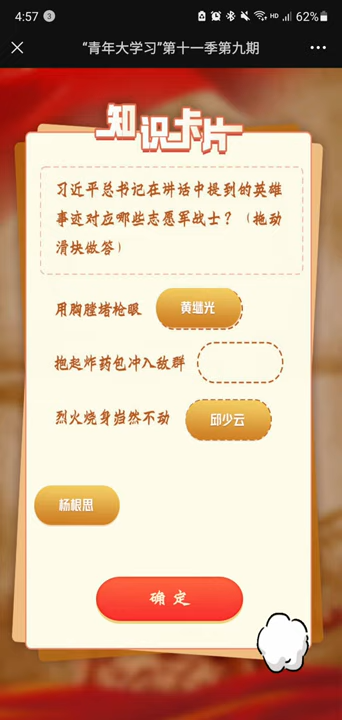 4:57 3 HD 62%
“青年大学习”第十一季第九期
知识卡片
习近平总书记在讲话中提到的英雄
事迹对应哪些志愿军战士？（拖动
滑块做答）
用胸膛堵枪眼 黄继光
抱起炸药包冲入敌群
烈火烧身岿然不动 邱少云
杨根思
确定